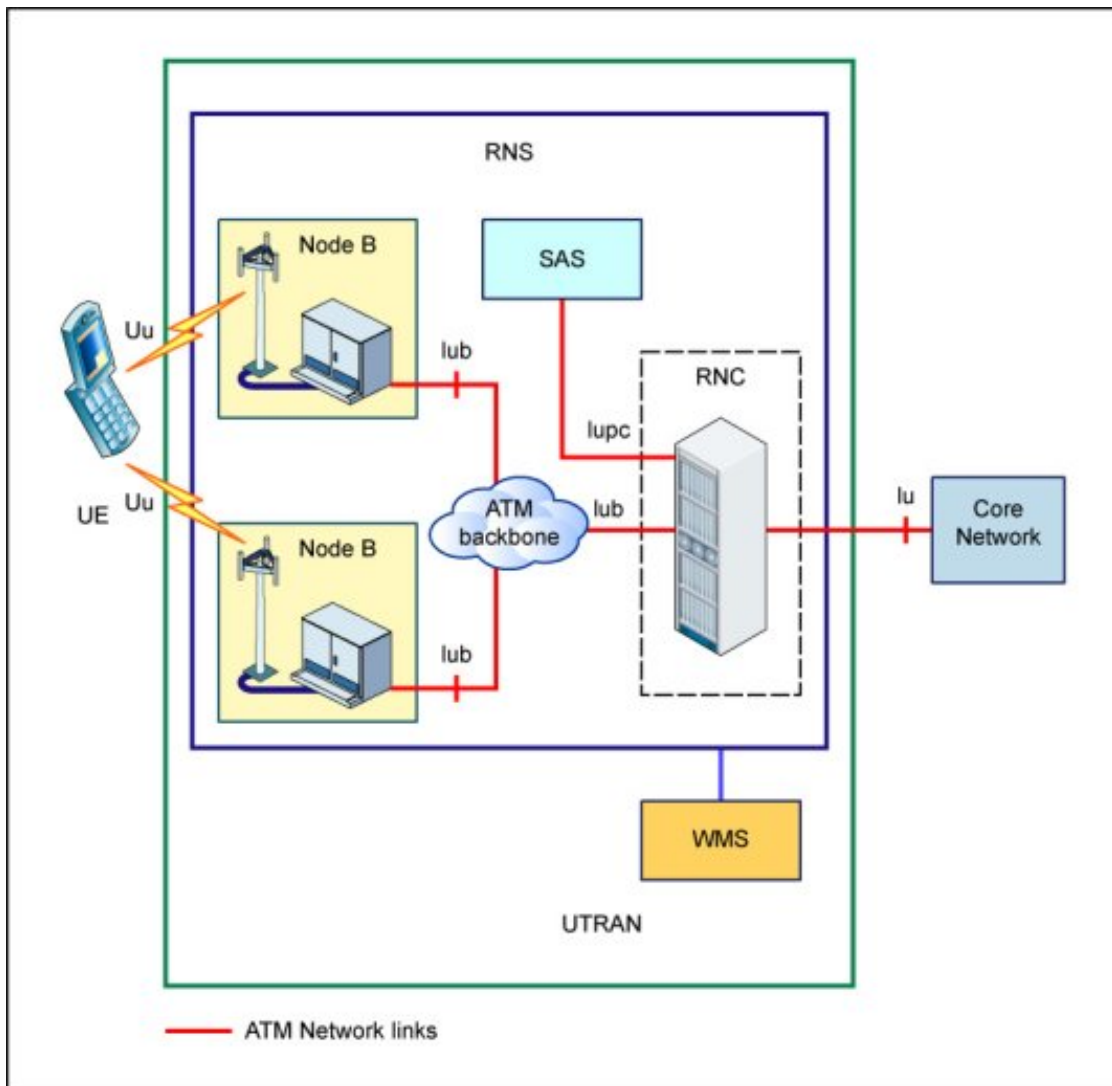 RNS
Node B
SAS
Uu
Iub
RNC
Iupc
UE
Uu
Node B
ATM
backbone
Iub
Iu
Core
Network
Iub
WMS
UTRAN
ATM Network links